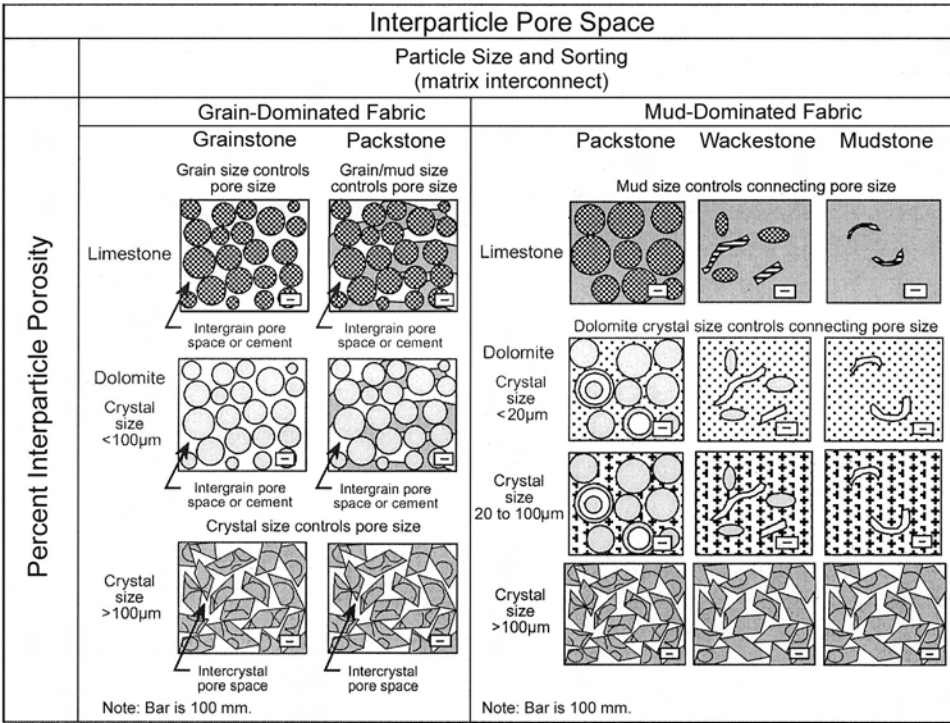 Interparticle Pore Space
Particle Size and Sorting
(matrix interconnect)
Percent Interparticle Porosity
Grain-Dominated Fabric
Grainstone
Packstone
Grain size controls
pore size
Grain/mud size
controls pore size
Limestone
Intergrain pore
space or cement
Intergrain pore
space or cement
Dolomite
Crystal
size
<100µm
Intergrain pore
space or cement
Intergrain pore
space or cement
Crystal size controls pore size
Crystal
size
>100µm
Intercrystal
pore space
Intercrystal
pore space
Note: Bar is 100 mm.
Mud-Dominated Fabric
Packstone
Wackestone
Mudstone
Mud size controls connecting pore size
Limestone
Dolomite crystal size controls connecting pore size
Dolomite
Crystal
size
<20µm
Crystal
size
20 to 100µm
Crystal
size
>100µm
Note: Bar is 100 mm.